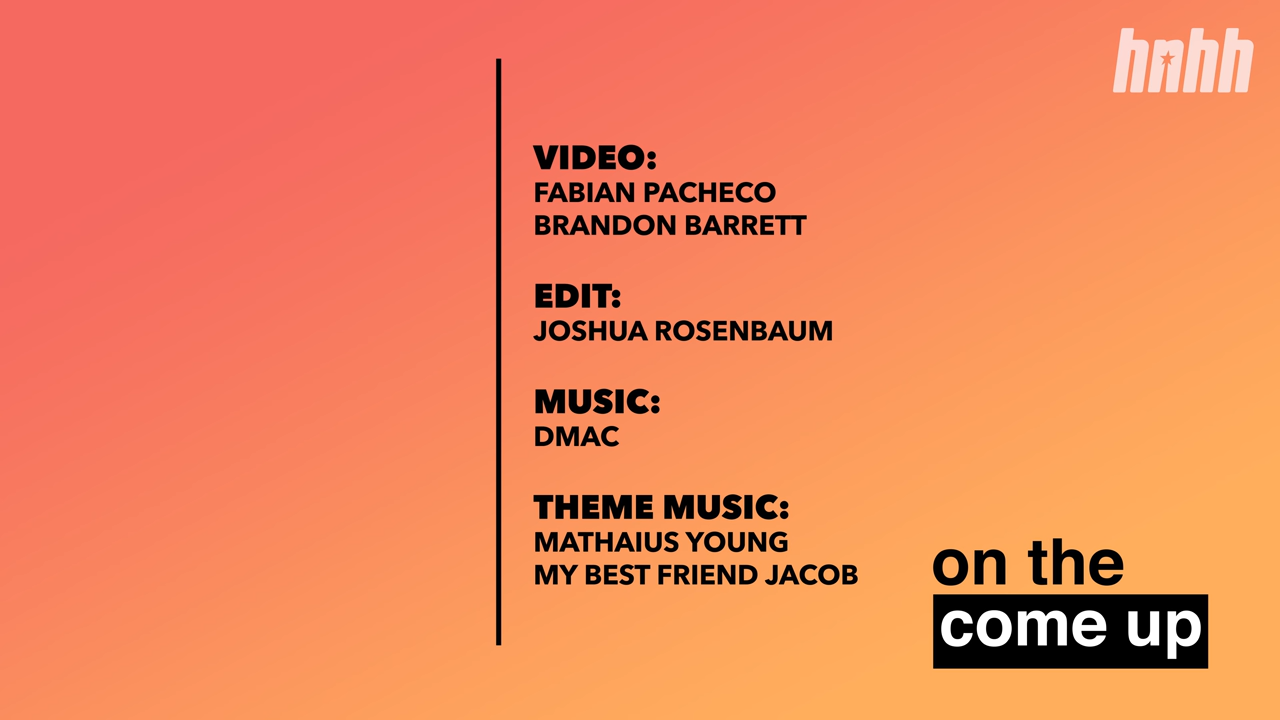 hnhh
VIDEO:
FABIAN PACHECO
BRANDON BARRETT
EDIT:
JOSHUA ROSENBAUM
MUSIC:
DMAC
THEME MUSIC:
MATHAIUS YOUNG
MY BEST FRIEND JACOB
on the
come up